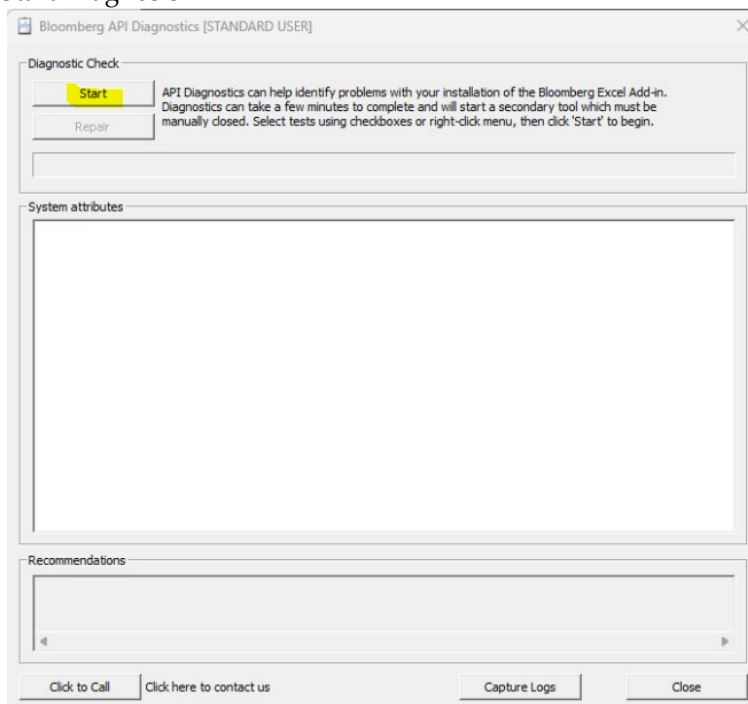 Bloomberg API Diagnostics [STANDARD USER]
Diagnostic Check
Start
API Diagnostics can help identify problems with your installation of the Bloomberg Excel Add-in.
Diagnostics can take a few minutes to complete and will start a secondary tool which must be
manually closed. Select tests using checkboxes or right-click menu, then click 'Start' to begin.
Repair
System attributes
Recommendations
Click to Call
Click here to contact us
Capture Logs
Close